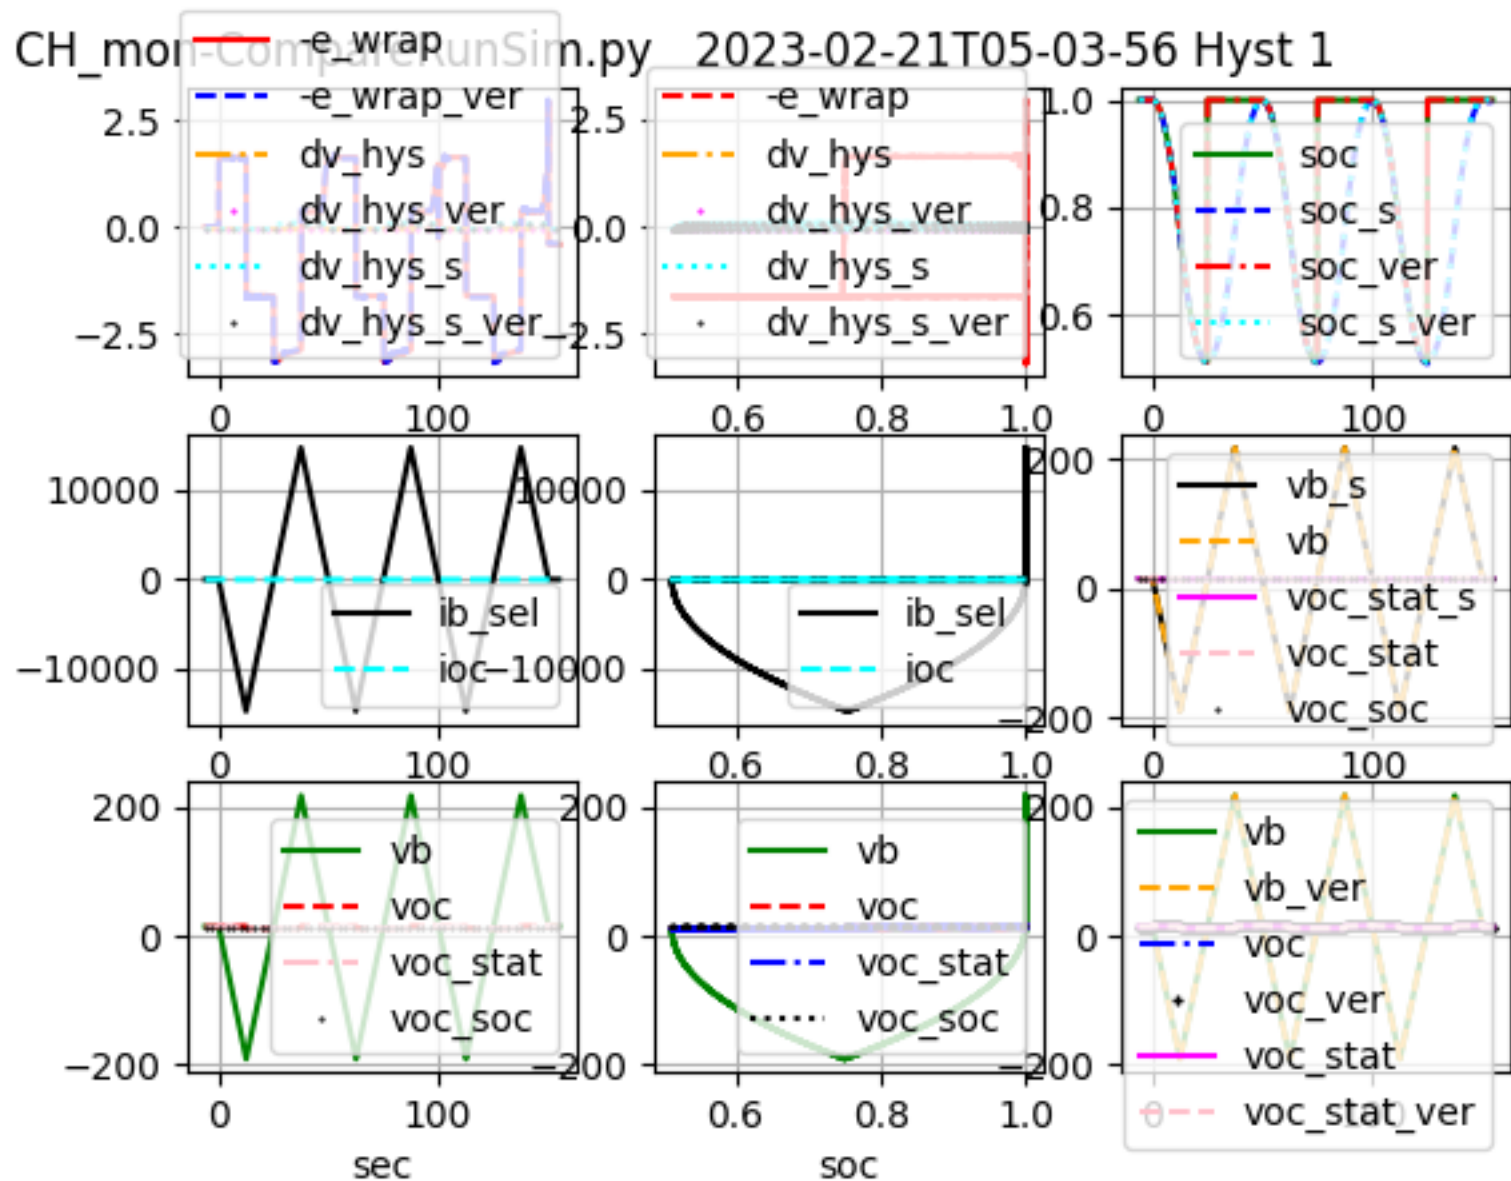 CH_mon-CompareRunSim.py 2023-02-21T05-03-56 Hyst 1
-e_wrap
-e_wrap_ver
dv_hys
dv_hys_ver
dv_hys_s
dv_hys_s_ver
2.5
0.0
−2.5
0
100
-e_wrap
dv_hys
dv_hys_ver
dv_hys_s
dv_hys_s_ver
2.5
0.0
−2.5
0.6
0.8
1.0
soc
soc_s
soc_ver
soc_s_ver
1.0
0.8
0.6
0
100
10000
0
−10000
ib_sel
ioc
0
100
10000
0
−10000
ib_sel
ioc
0.6
0.8
1.0
200
0
−200
vb_s
vb
voc_stat_s
voc_stat
voc_soc
0
100
200
0
−200
vb
voc
voc_stat
voc_soc
0
100
sec
200
0
−200
vb
voc
voc_stat
voc_soc
0.6
0.8
1.0
soc
200
0
−200
vb
vb_ver
voc
voc_ver
voc_stat
voc_stat_ver
0
100